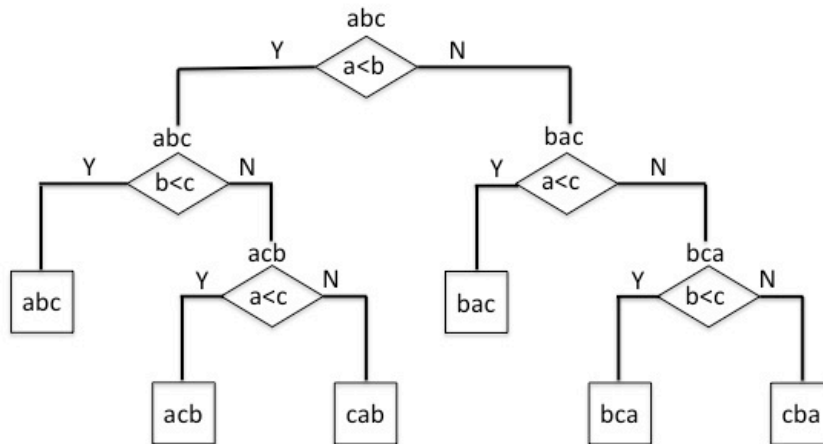 abc
Y a<b N
abc bac
Y b<c N Y a<c N
acb bca
abc Y a<c N bac Y b<c N
acb cab bca cba